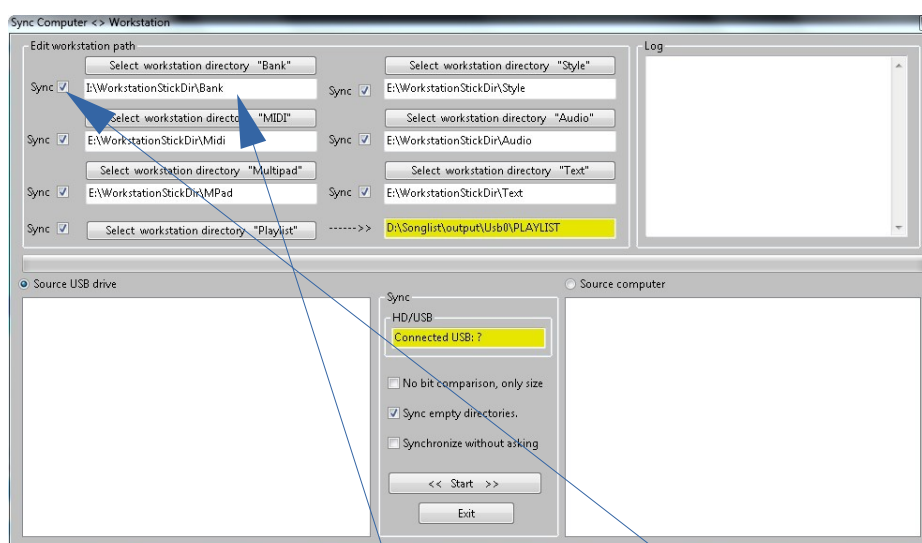 Sync Computer <> Workstation
Edit workstation path
Select workstation directory "Bank"
Sync
I:\WorkstationStickDir\Bank
Select workstation directory "Style"
Sync
E:\WorkstationStickDir\Style
Select workstation directory "MIDI"
Sync
E:\WorkstationStickDir\Midi
Select workstation directory "Audio"
Sync
E:\WorkstationStickDir\Audio
Select workstation directory "Multipad"
Sync
E:\WorkstationStickDir\MPad
Select workstation directory "Text"
Sync
E:\WorkstationStickDir\Text
Sync
Select workstation directory "Playlist"
------>>
D:\Songlist\output\Usb0\PLAYLIST
Log
Source USB drive
Sync
HD/USB
Connected USB: ?
No bit comparison, only size
Sync empty directories.
Synchronize without asking
<< Start >>
Exit
Source computer